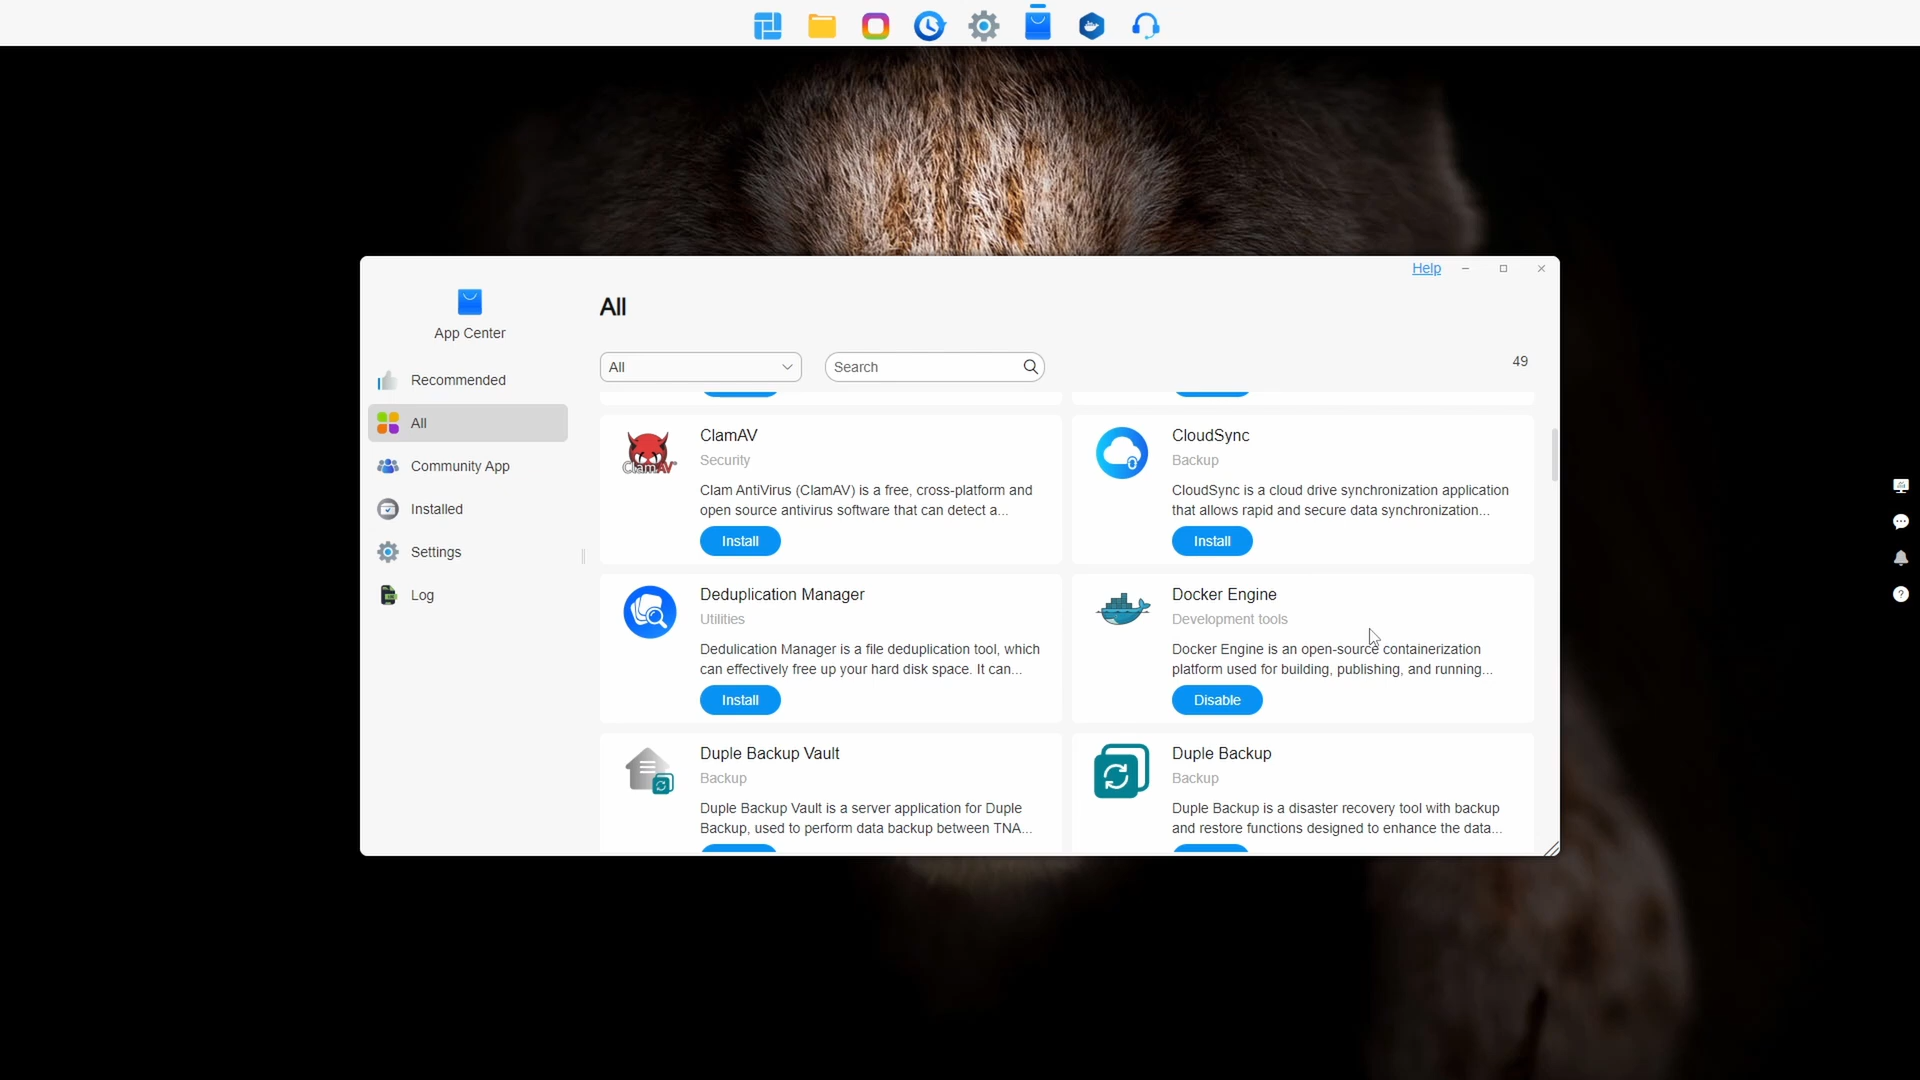 Help
App Center
All
All
Search
49
Recommended
All
Community App
Installed
Settings
Log
ClamAV
Security
Clam AntiVirus (ClamAV) is a free, cross-platform and
open source antivirus software that can detect a...
Install
CloudSync
Backup
CloudSync is a cloud drive synchronization application
that allows rapid and secure data synchronization...
Install
Deduplication Manager
Utilities
Dedulication Manager is a file deduplication tool, which
can effectively free up your hard disk space. It can...
Install
Docker Engine
Development tools
Docker Engine is an open-source containerization
platform used for building, publishing, and running...
Disable
Duple Backup Vault
Backup
Duple Backup Vault is a server application for Duple
Backup, used to perform data backup between TNA...
Duple Backup
Backup
Duple Backup is a disaster recovery tool with backup
and restore functions designed to enhance the data...
ClamAV